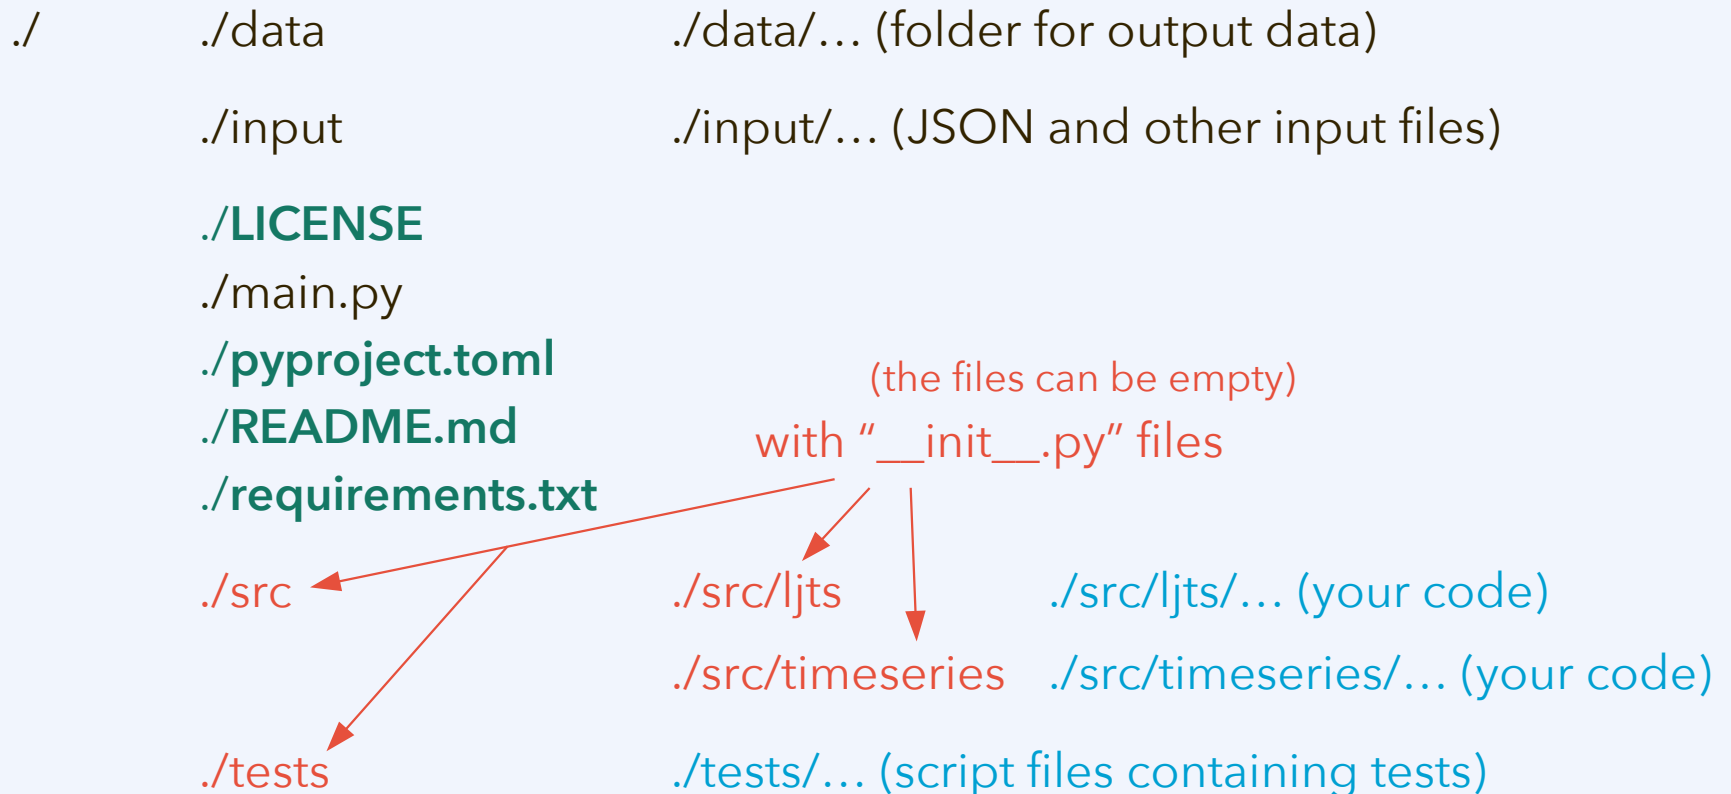 ./ ./data ./data/… (folder for output data)
./input ./input/… (JSON and other input files)
./LICENSE
./main.py
./pyproject.toml
(the files can be empty)
./README.md
with “__init__.py” files
./requirements.txt
./src ./src/ljts ./src/ljts/… (your code)
./src/timeseries ./src/timeseries/… (your code)
./tests ./tests/… (script files containing tests)